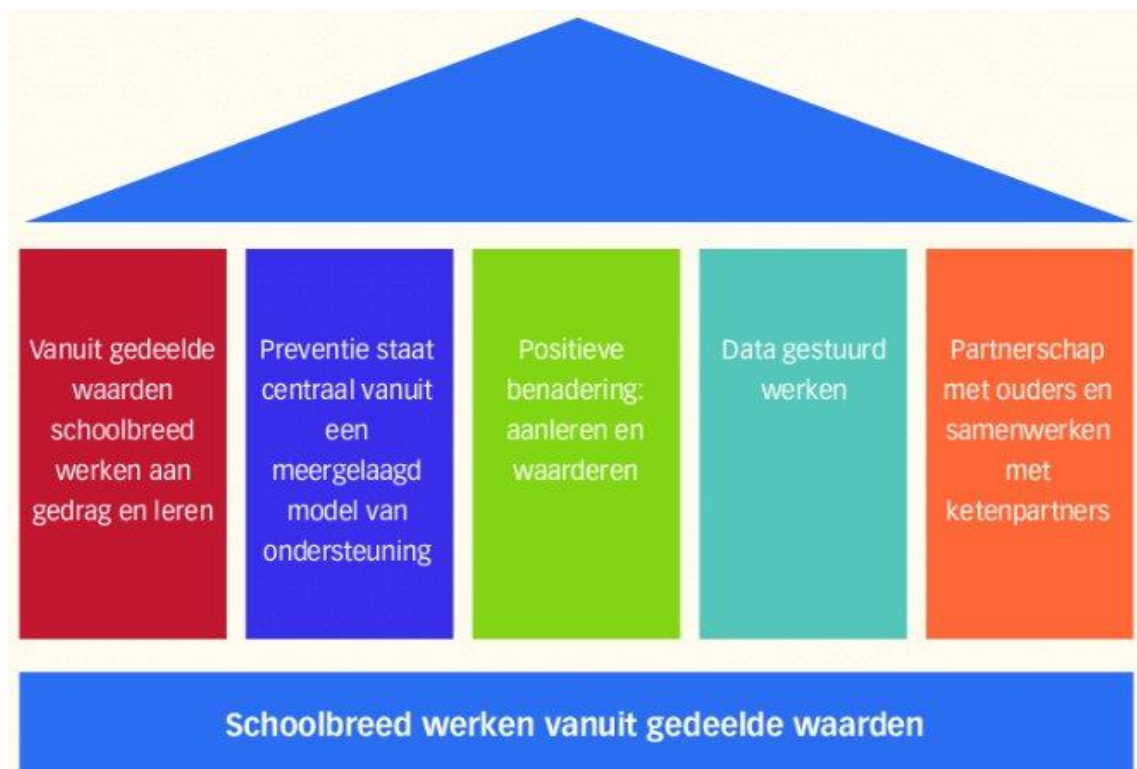 Vanuit gedeelde
waarden
schoolbreed
werken aan
gedrag en leren
Preventie staat
centraal vanuit
een
meergelaagd
model van
ondersteuning
Positieve
benadering:
aanleren en
waarderen
Data gestuurd
werken
Partnerschap
met ouders en
samenwerken
met
ketenpartners
Schoolbreed werken vanuit gedeelde waarden